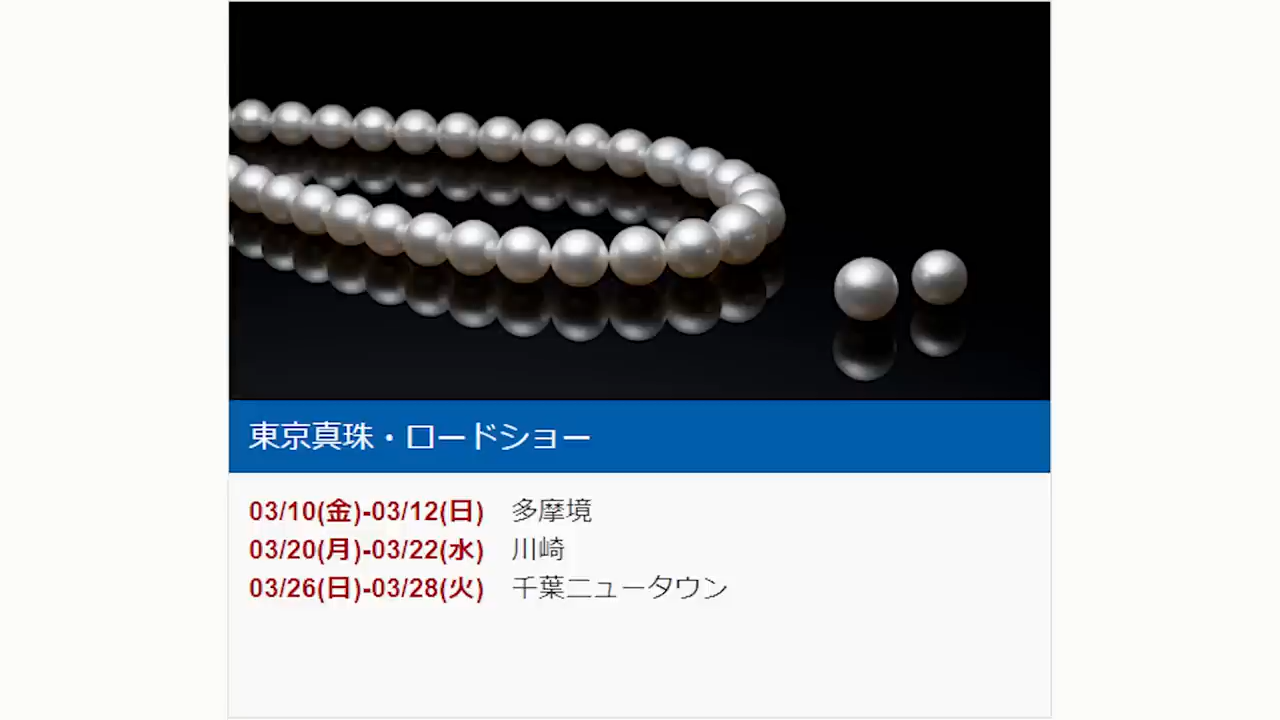 東京真珠・ロードショー
03/10(金)-03/12(日) 多摩境
03/20(月)-03/22(水) 川崎
03/26(日)-03/28(火) 千葉ニュータウン